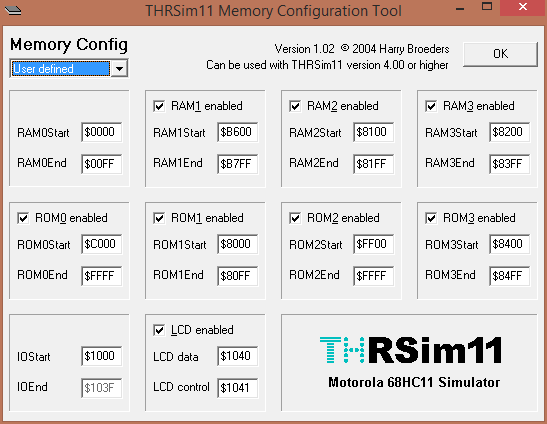 THRSim11 Memory Configuration Tool
Memory Config
Version 1.02 © 2004 Harry Broeders
Can be used with THRSim11 version 4.00 or higher
OK
User defined
RAM0Start $0000
RAM0End $00FF
RAM1 enabled
RAM1Start $B600
RAM1End $B7FF
RAM2 enabled
RAM2Start $8100
RAM2End $81FF
RAM3 enabled
RAM3Start $8200
RAM3End $83FF
ROM0 enabled
ROM0Start $C000
ROM0End $FFFF
ROM1 enabled
ROM1Start $8000
ROM1End $80FF
ROM2 enabled
ROM2Start $FF00
ROM2End $FFFF
ROM3 enabled
ROM3Start $8400
ROM3End $84FF
IOStart $1000
IOEnd $103F
LCD enabled
LCD data $1040
LCD control $1041
THRSim11
Motorola 68HC11 Simulator